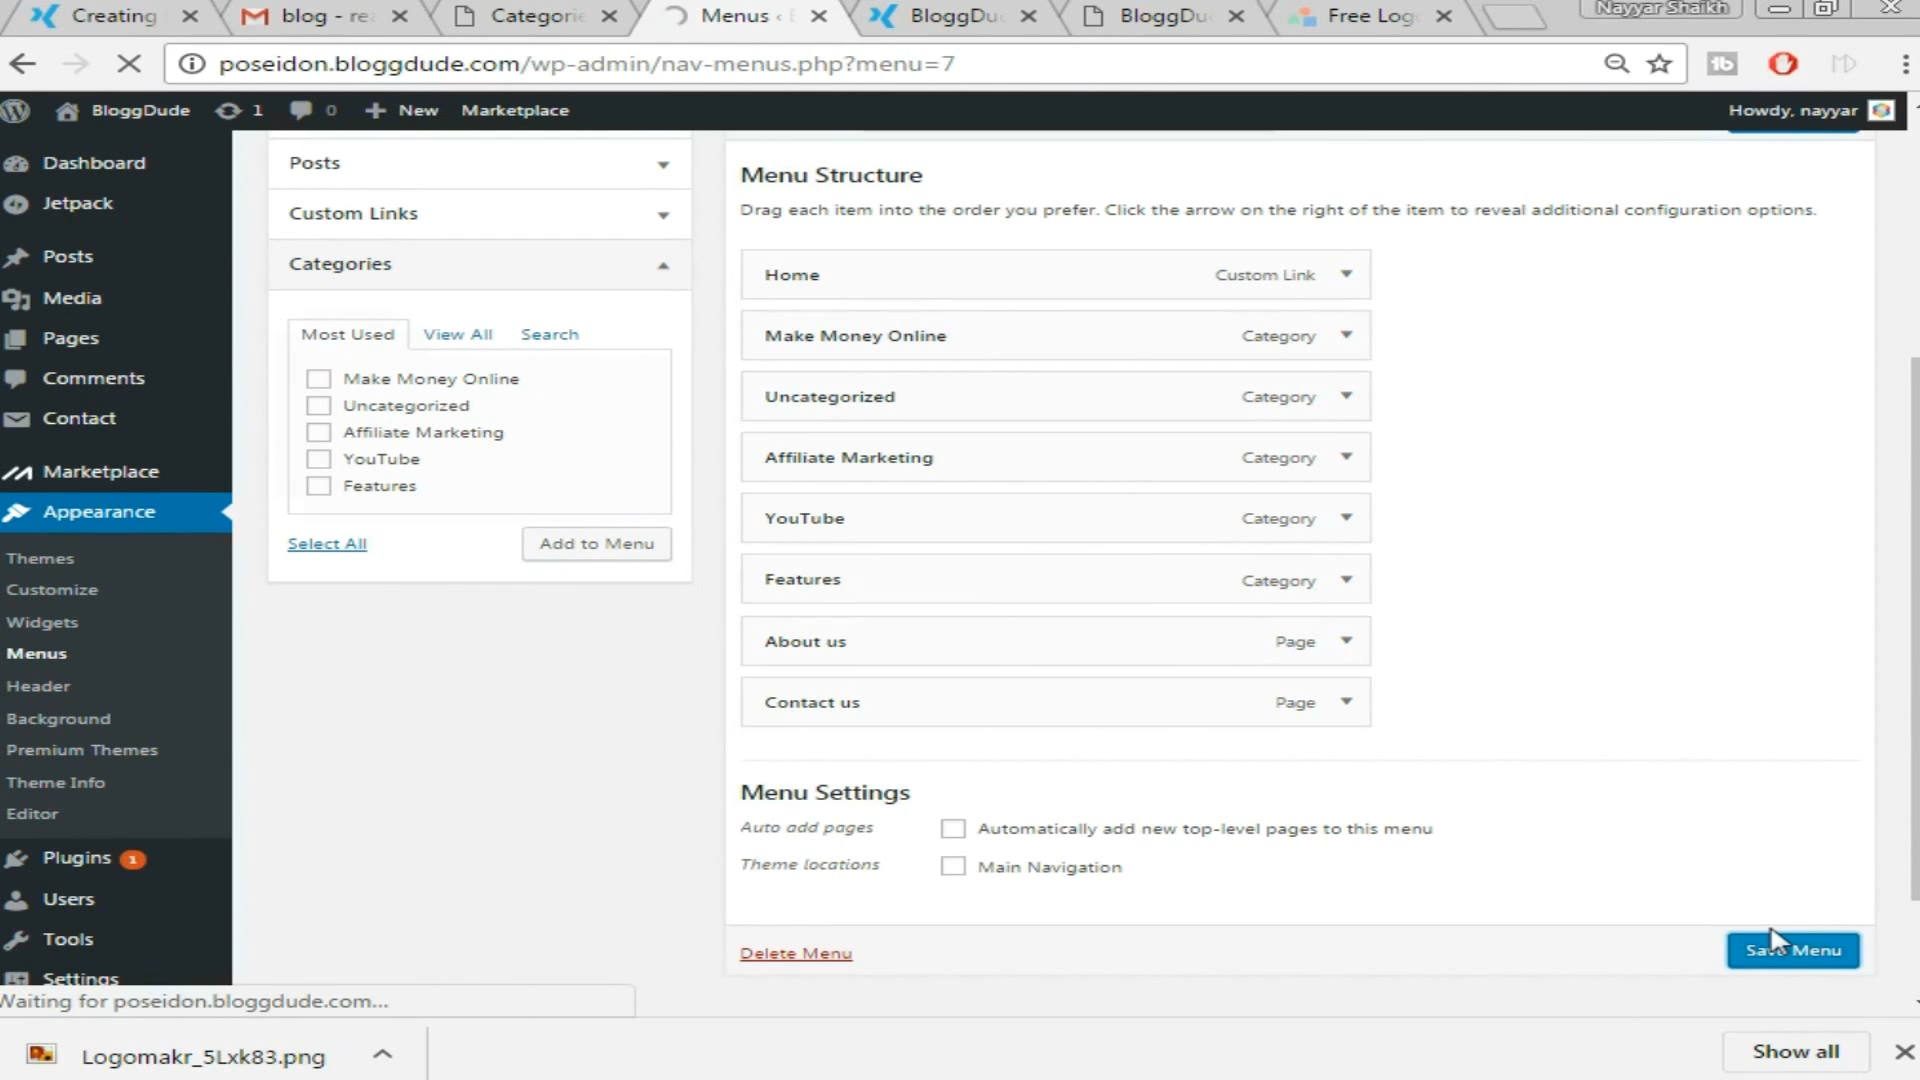 Creating
blog - re
Categorie
Menus ‹
BloggDu
BloggDu
Free Log
Nayyar Shaikh
poseidon.bloggdude.com/wp-admin/nav-menus.php?menu=7
BloggDude
1
0
New
Marketplace
Howdy, nayyar
Dashboard
Jetpack
Posts
Media
Pages
Comments
Contact
Marketplace
Appearance
Themes
Customize
Widgets
Menus
Header
Background
Premium Themes
Theme Info
Editor
Plugins 1
Users
Tools
Settings
Posts
Custom Links
Categories
Most Used
View All
Search
Make Money Online
Uncategorized
Affiliate Marketing
YouTube
Features
Select All
Add to Menu
Menu Structure
Drag each item into the order you prefer. Click the arrow on the right of the item to reveal additional configuration options.
Home Custom Link
Make Money Online Category
Uncategorized Category
Affiliate Marketing Category
YouTube Category
Features Category
About us Page
Contact us Page
Menu Settings
Auto add pages Automatically add new top-level pages to this menu
Theme locations Main Navigation
Delete Menu
Save Menu
Waiting for poseidon.bloggdude.com...
Logomakr_5Lxk83.png
Show all